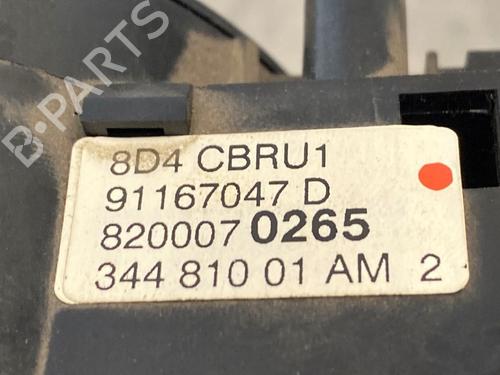 B-PARTS
8D4 CBRU1
91167047 D
820007 0265
344 810 01 AM 2